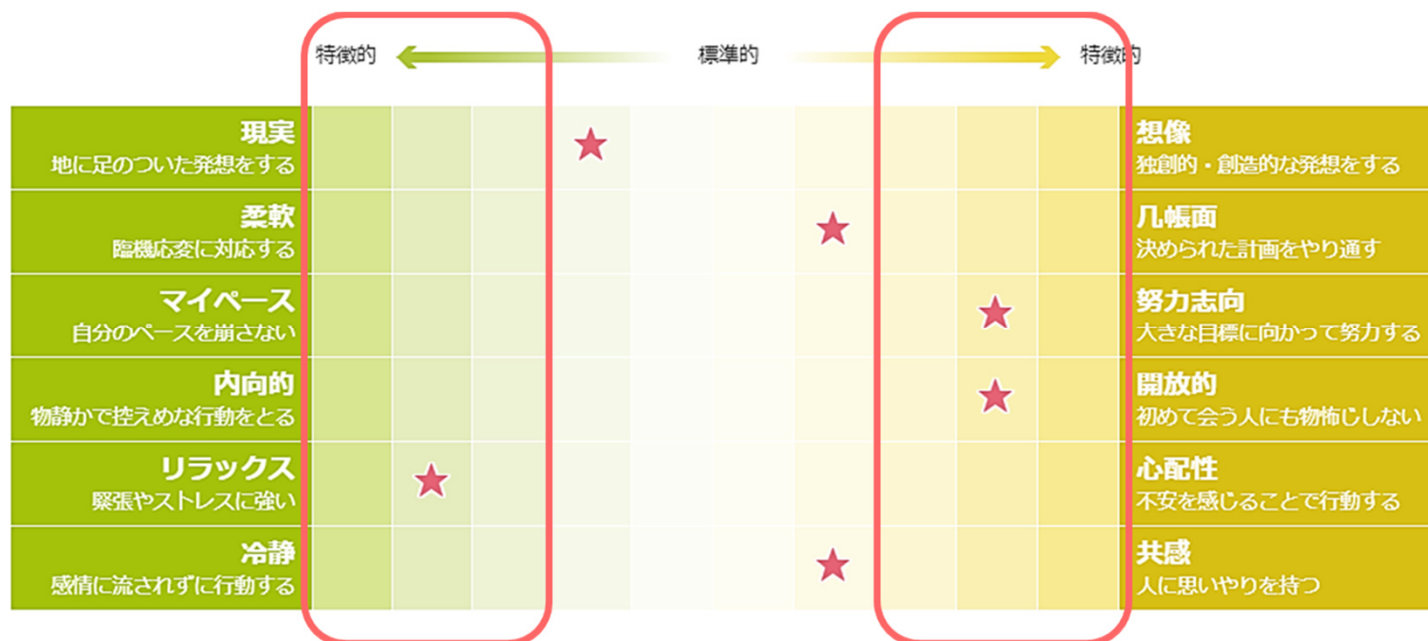 特徴的 標準的 特徴的
現実
地に足のついた発想をする
想像
独創的・創造的な発想をする
柔軟
臨機応変に対応する
几帳面
決められた計画をやり通す
マイペース
自分のペースを崩さない
努力志向
大きな目標に向かって努力する
内向的
物静かで控えめな行動をとる
開放的
初めて会う人にも物怖じしない
リラックス
緊張やストレスに強い
心配性
不安を感じることで行動する
冷静
感情に流されずに行動する
共感
人に思いやりを持つ